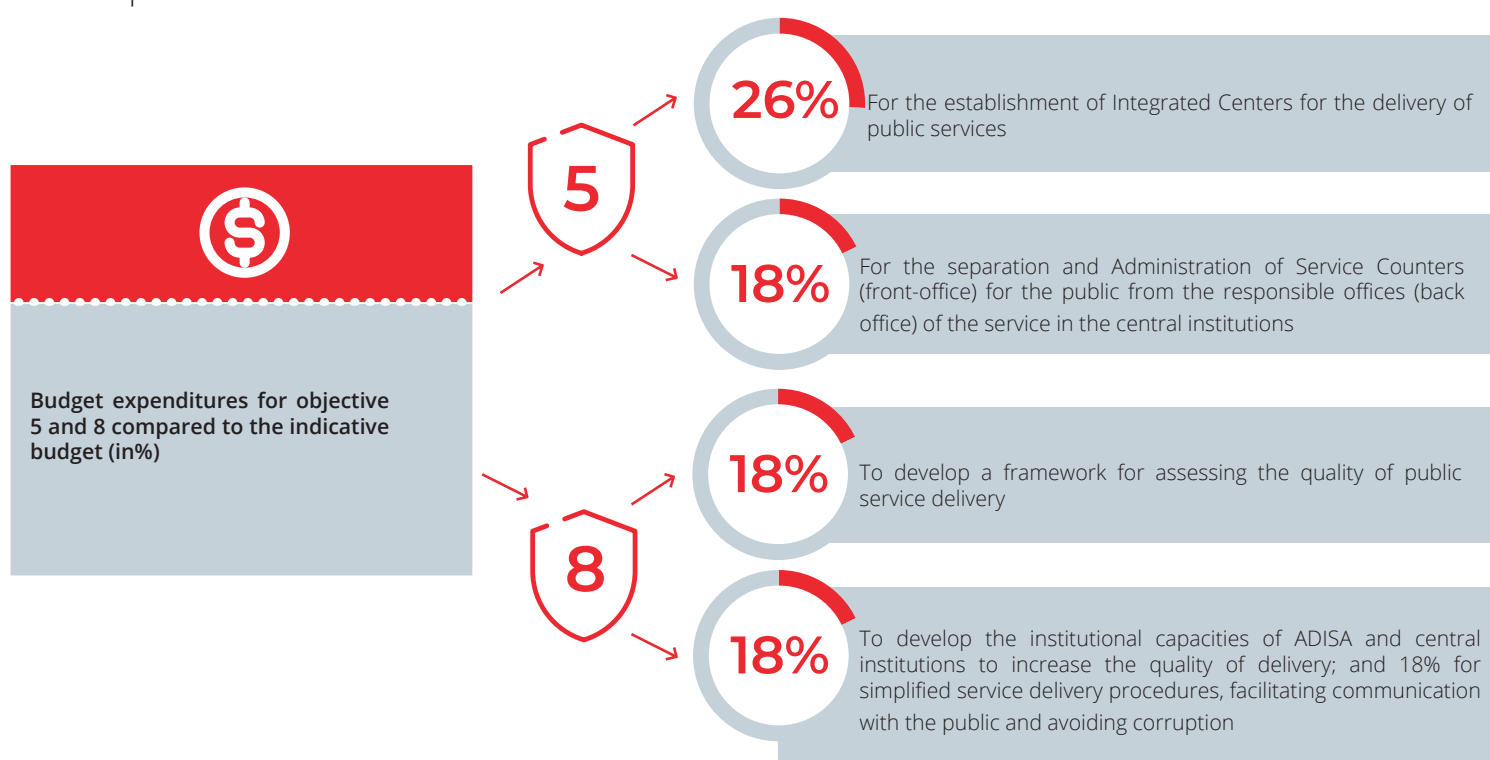 $
Budget expenditures for objective
5 and 8 compared to the indicative
budget (in%)
5
26%
For the establishment of Integrated Centers for the delivery of
public services
18%
For the separation and Administration of Service Counters
(front-office) for the public from the responsible offices (back
office) of the service in the central institutions
8
18%
To develop a framework for assessing the quality of public
service delivery
18%
To develop the institutional capacities of ADISA and central
institutions to increase the quality of delivery; and 18% for
simplified service delivery procedures, facilitating communication
with the public and avoiding corruption